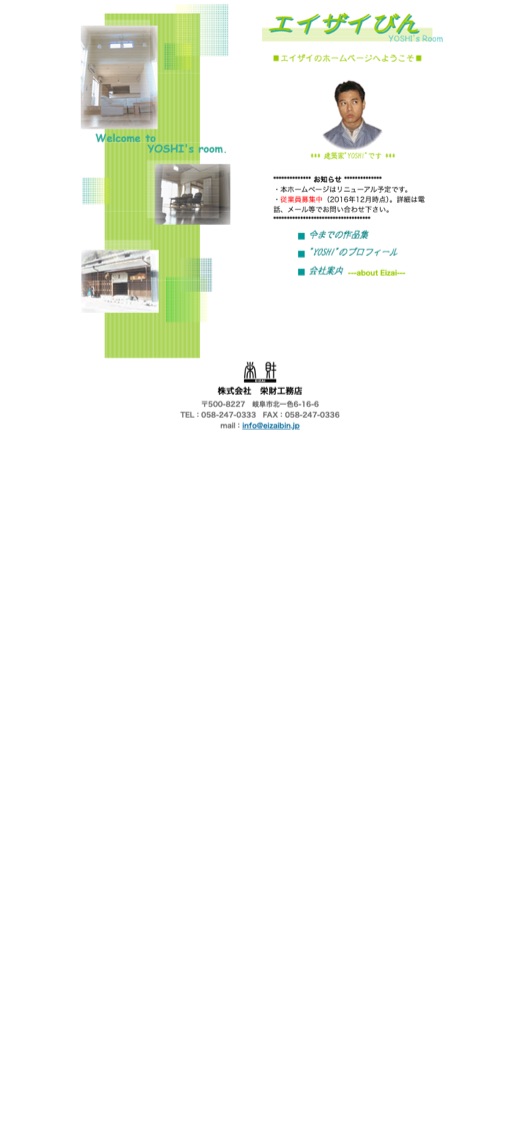 エイザイびん
YOSHI's Room
■エイザイのホームページへようこそ■
Welcome to
YOSHI's room.
♦♦♦ 建築家"YOSHI"です ♦♦♦
************** お知らせ **************
・本ホームページはリニューアル予定です。
・従業員募集中（2016年12月時点）。詳細は電
話、メール等でお問い合わせ下さい。
************************************
■ 今までの作品集
■ "YOSHI"のプロフィール
■ 会社案内 ---about Eizai---
栄財
EIZAI
株式会社　栄財工務店
〒500-8227　岐阜市北一色6-16-6
TEL：058-247-0333　FAX：058-247-0336
mail：info@eizaibin.jp